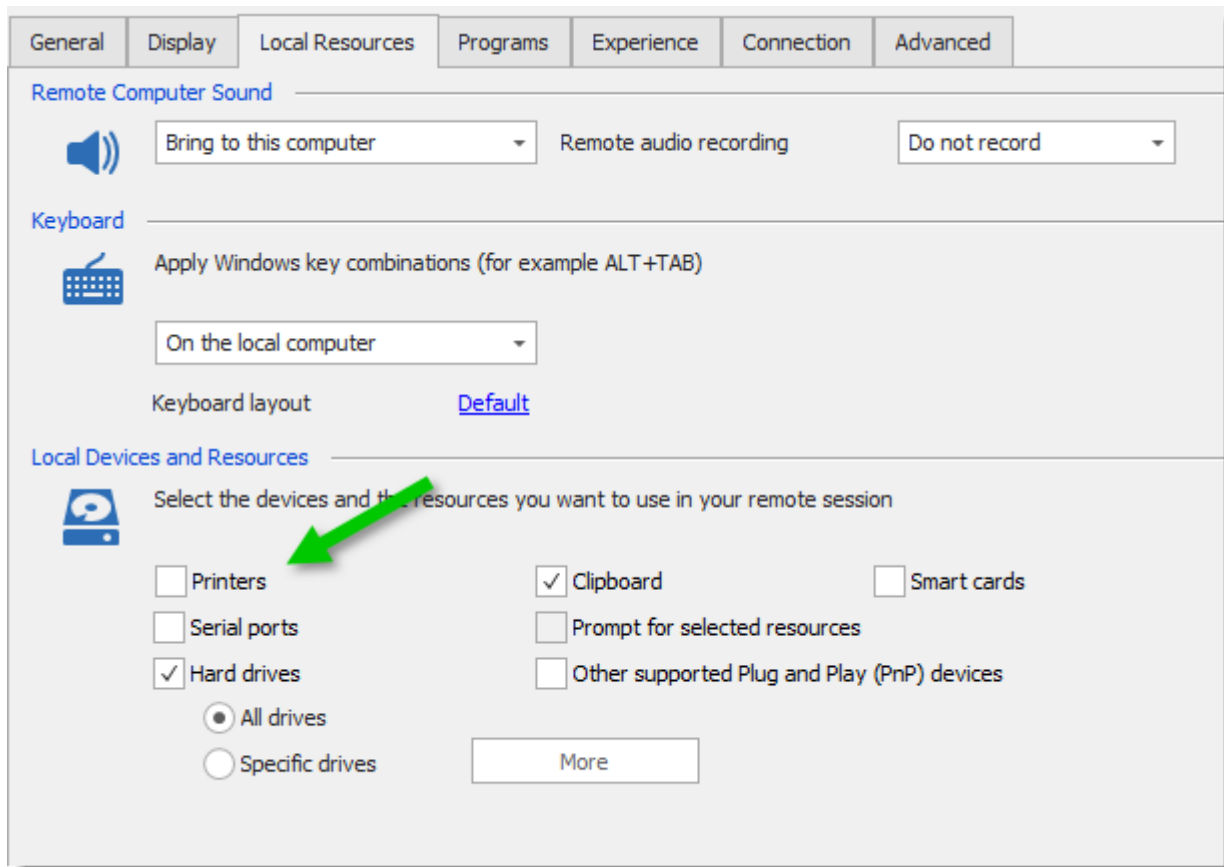 General Display Local Resources Programs Experience Connection Advanced
Remote Computer Sound
Bring to this computer Remote audio recording Do not record
Keyboard
Apply Windows key combinations (for example ALT+TAB)
On the local computer
Keyboard layout Default
Local Devices and Resources
Select the devices and the resources you want to use in your remote session
Printers Clipboard Smart cards
Serial ports Prompt for selected resources
Hard drives Other supported Plug and Play (PnP) devices
All drives
Specific drives More